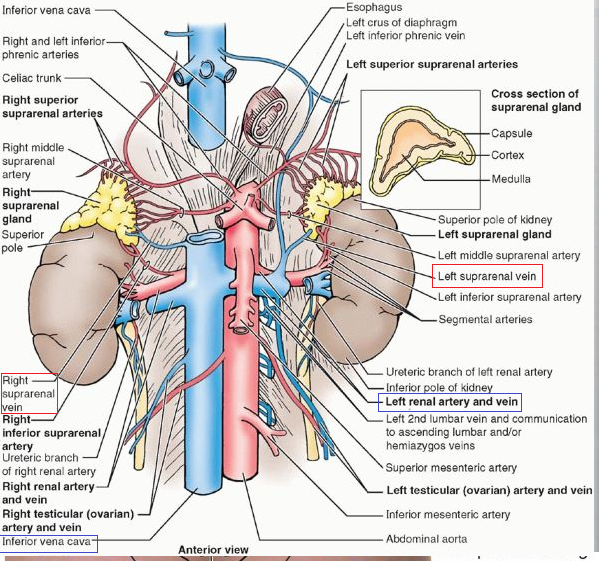 Inferior vena cava
Right and left inferior
phrenic arteries
Celiac trunk
Right superior
suprarenal arteries
Right middle
suprarenal
artery
Right
suprarenal
gland
Superior
pole
Right
suprarenal
vein
Right
inferior suprarenal
artery
Ureteric branch
of right renal artery
Right renal artery
and vein
Right testicular (ovarian)
artery and vein
Inferior vena cava
Esophagus
Left crus of diaphragm
Left inferior phrenic vein
Left superior suprarenal arteries
Cross section of
suprarenal gland
Capsule
Cortex
Medulla
Superior pole of kidney
Left suprarenal gland
Left middle suprarenal artery
Left suprarenal vein
Left inferior suprarenal artery
Segmental arteries
Ureteric branch of left renal artery
Inferior pole of kidney
Left renal artery and vein
Left 2nd lumbar vein and communication
to ascending lumbar and/or
hemiazygos veins
Superior mesenteric artery
Left testicular (ovarian) artery and vein
Inferior mesenteric artery
Abdominal aorta
Anterior view